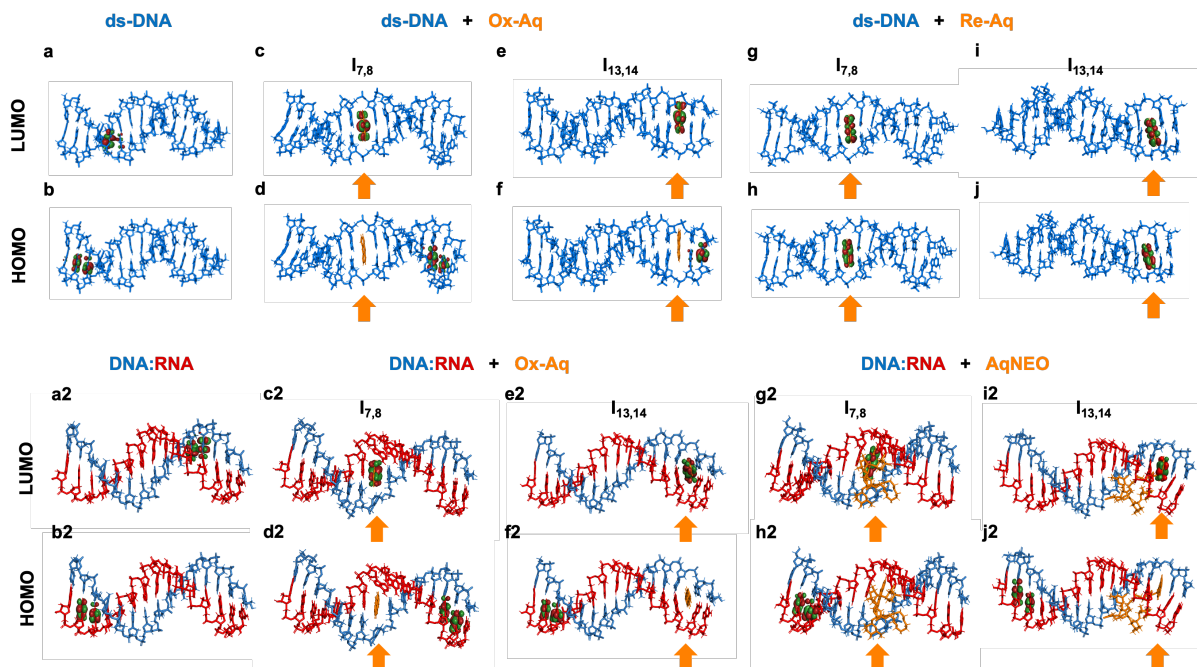 ds-DNA ds-DNA + Ox-Aq ds-DNA + Re-Aq
a c e g i
I7,8 I13,14 I7,8 I13,14
LUMO
b d f h j
HOMO
DNA:RNA DNA:RNA + Ox-Aq DNA:RNA + AqNEO
a2 c2 e2 g2 i2
I7,8 I13,14 I7,8 I13,14
LUMO
b2 d2 f2 h2 j2
HOMO